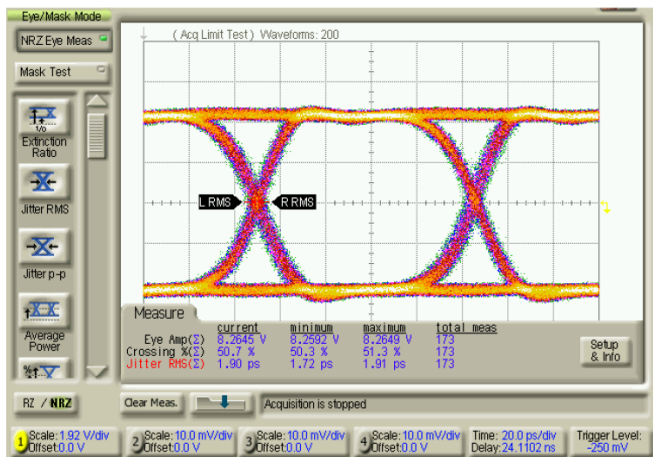 Eye/Mask Mode
NRZ Eye Meas
( Acq Limit Test ) Waveforms: 200
Mask Test
Extinction
Ratio
Jitter RMS
L RMS R RMS
Jitter p-p
Average
Power
Measure
current minimum maximum total meas
Eye Amp(Σ) 8.2645 V 8.2592 V 8.2649 V 173
Crossing %(Σ) 50.7 % 50.3 % 51.3 % 173
Jitter RMS(Σ) 1.90 ps 1.72 ps 1.91 ps 173
Setup
& Info
RZ / NRZ
Clear Meas.
Acquisition is stopped
1 Scale: 1.92 V/div
Offset:0.0 V
2 Scale: 10.0 mV/div
Offset:0.0 V
3 Scale: 10.0 mV/div
Offset:0.0 V
4 Scale: 10.0 mV/div
Offset:0.0 V
Time: 20.0 ps/div
Delay:24.1102 ns
Trigger Level:
-250 mV